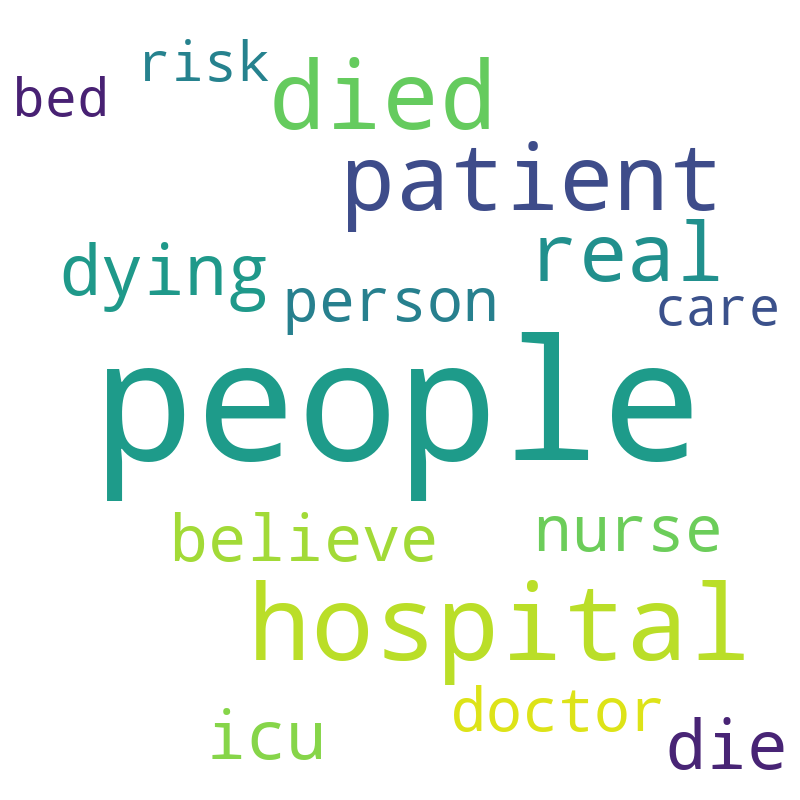 risk
died
bed
patient
real
dying
person
care
people
believe
nurse
hospital
doctor
icu
die